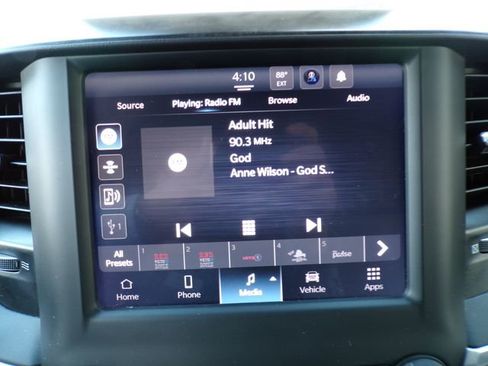 4:10
88°
EXT
Source
Playing: Radio FM
Browse
Audio
Adult Hit
90.3 MHz
God
Anne Wilson - God S...
1
All
Presets
1
2
3
4
5
Pulse
Home
Phone
Media
Vehicle
Apps